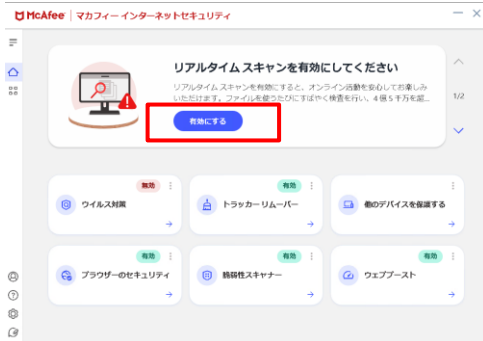 McAfee マカフィー インターネットセキュリティ
リアルタイム スキャンを有効にしてください
リアルタイム スキャンを有効にすると、オンライン活動を安心してお楽しみ
いただけます。ファイルを使うたびにすばやく検査を行い、4 億 5 千万を超...
1/2
有効にする
無効
ウイルス対策
有効
トラッカー リムーバー
他のデバイスを保護する
有効
ブラウザーのセキュリティ
有効
脆弱性スキャナー
有効
ウェブブースト